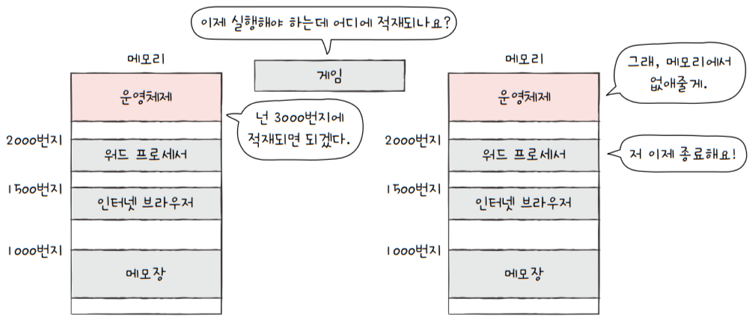 이제 실행해야 하는데 어디에 적재되나요?
메모리
게임
운영체제
넌 3000번지에
적재되면 되겠다.
2000번지
워드 프로세서
1500번지
인터넷 브라우저
1000번지
메모장
메모리
그래, 메모리에서
없애줄게.
운영체제
2000번지
워드 프로세서
저 이제 종료해요!
1500번지
인터넷 브라우저
1000번지
메모장